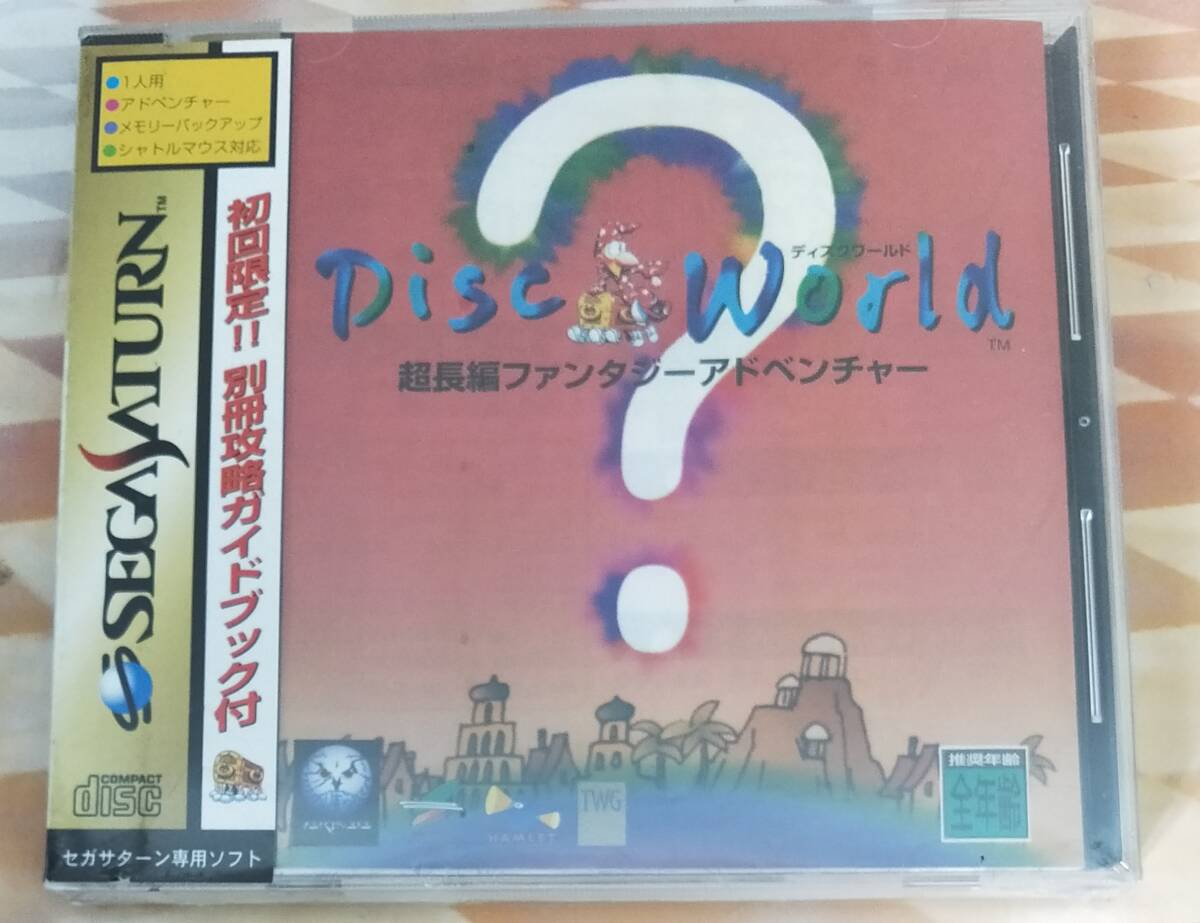 1人用
アドベンチャー
メモリーバックアップ
シャトルマウス対応
SEGA SATURN™
初回限定!! 別冊攻略ガイドブック付
COMPACT
disc
セガサターン専用ソフト
ディスクワールド
Disc World
TM
超長編ファンタジーアドベンチャー
HAMLET
TWG
推奨年齢
全年齢